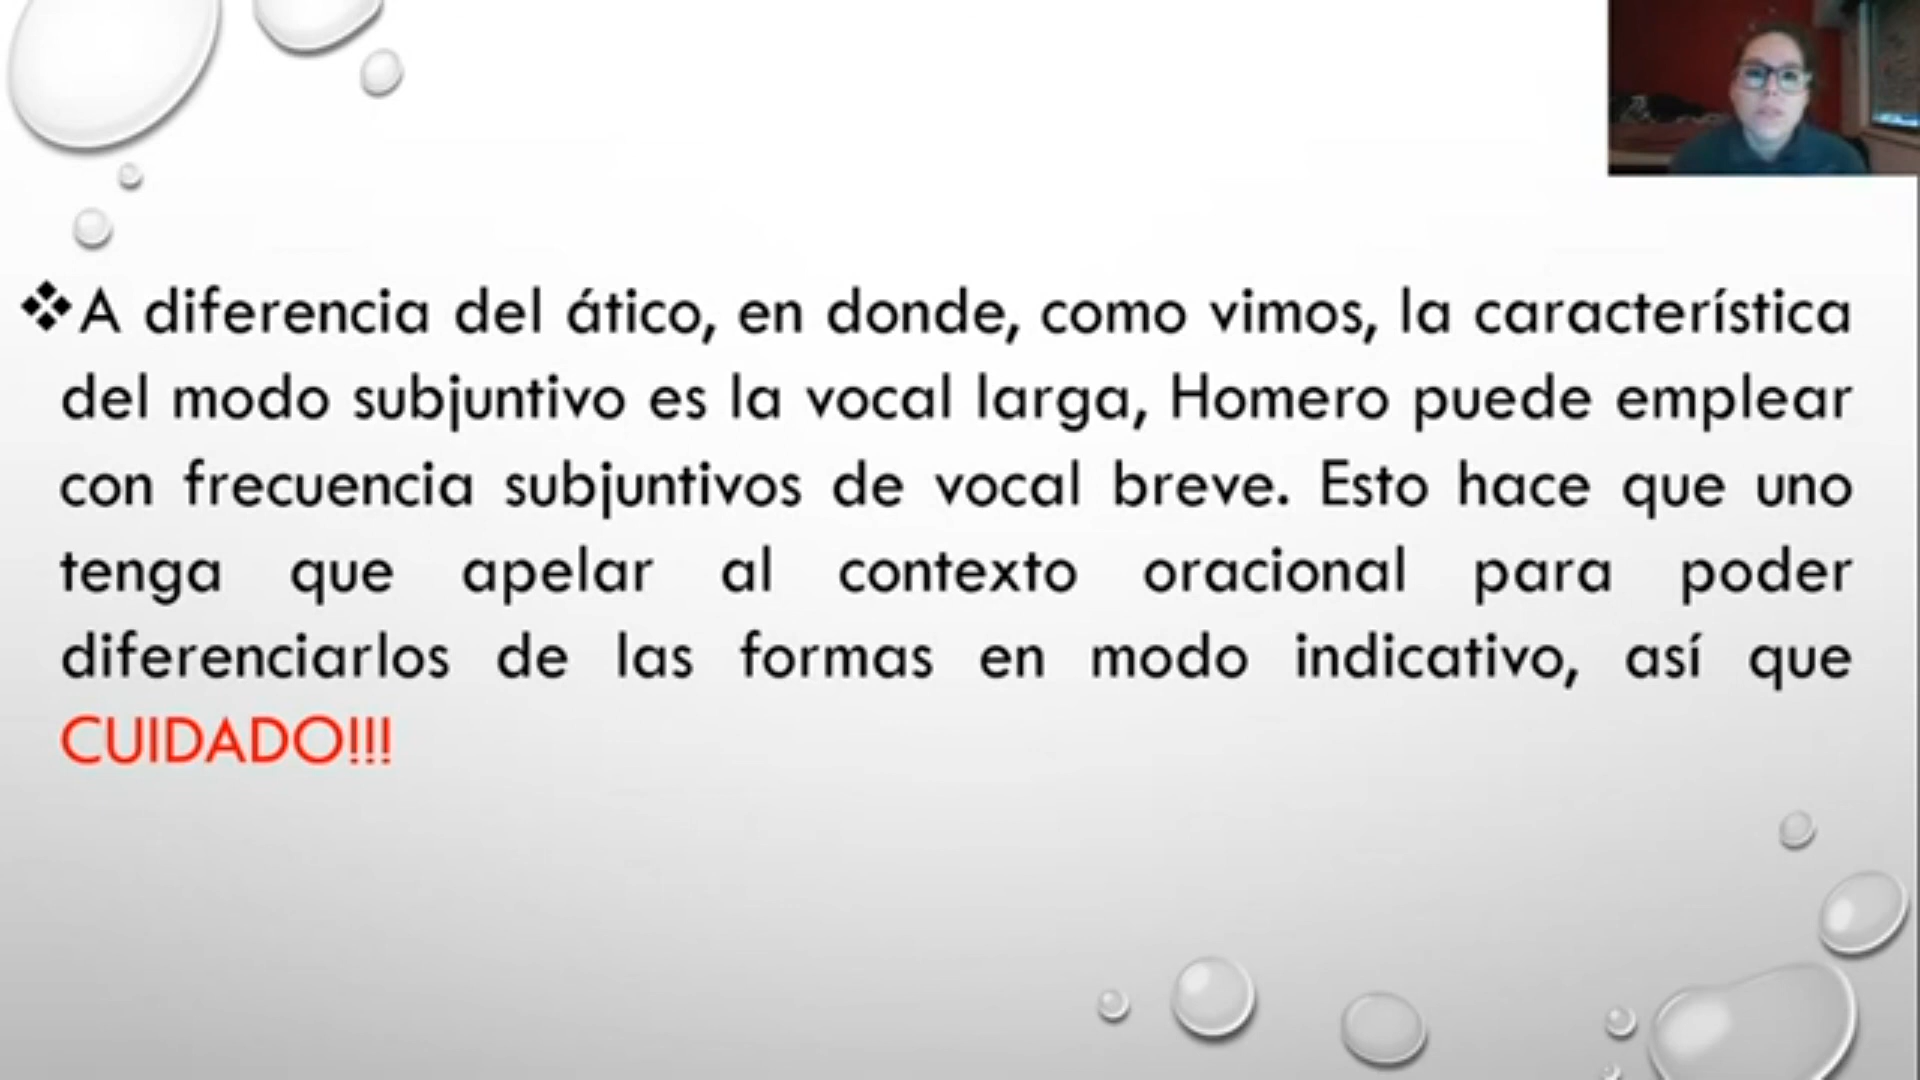 A diferencia del ático, en donde, como vimos, la característica
del modo subjuntivo es la vocal larga, Homero puede emplear
con frecuencia subjuntivos de vocal breve. Esto hace que uno
tenga que apelar al contexto oracional para poder
diferenciarlos de las formas en modo indicativo, así que
CUIDADO!!!